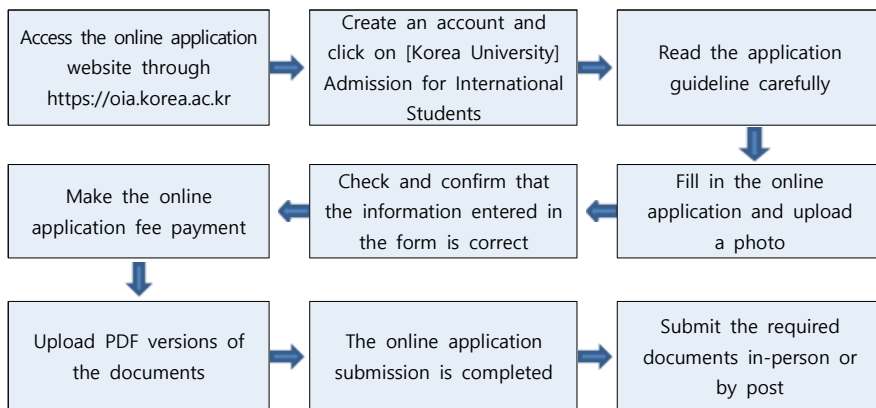 Access the online application
website through
https://oia.korea.ac.kr
Create an account and
click on [Korea University]
Admission for International
Students
Read the application
guideline carefully
Fill in the online
application and upload
a photo
Check and confirm that
the information entered in
the form is correct
Make the online
application fee payment
Upload PDF versions of
the documents
The online application
submission is completed
Submit the required
documents in-person or
by post